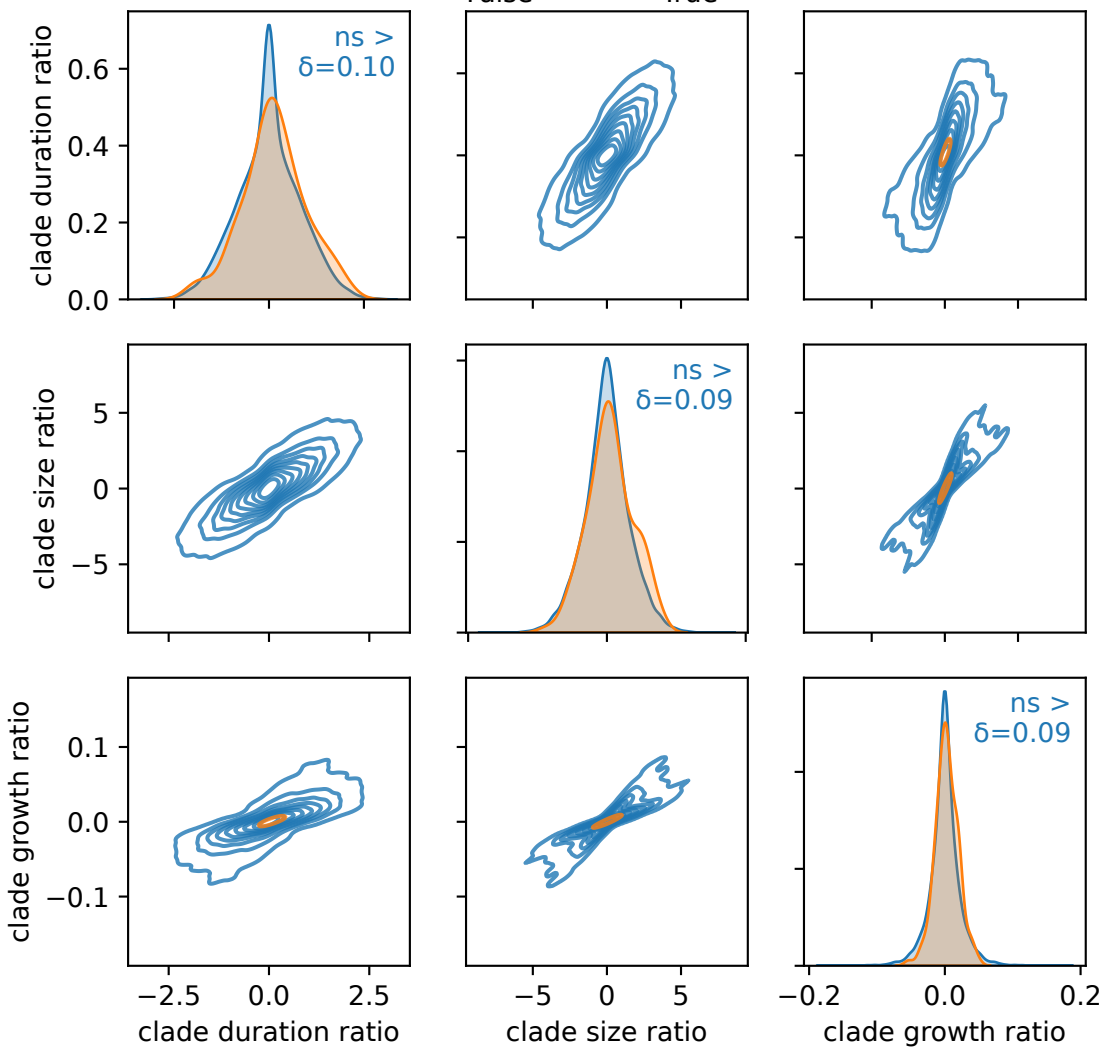 clade duration ratio
0.6
0.4
0.2
0.0
ns >
δ=0.10
clade size ratio
5
0
−5
ns >
δ=0.09
clade growth ratio
0.1
0.0
−0.1
ns >
δ=0.09
−2.5 0.0 2.5
−5 0 5
−0.2 0.0 0.2
clade duration ratio
clade size ratio
clade growth ratio